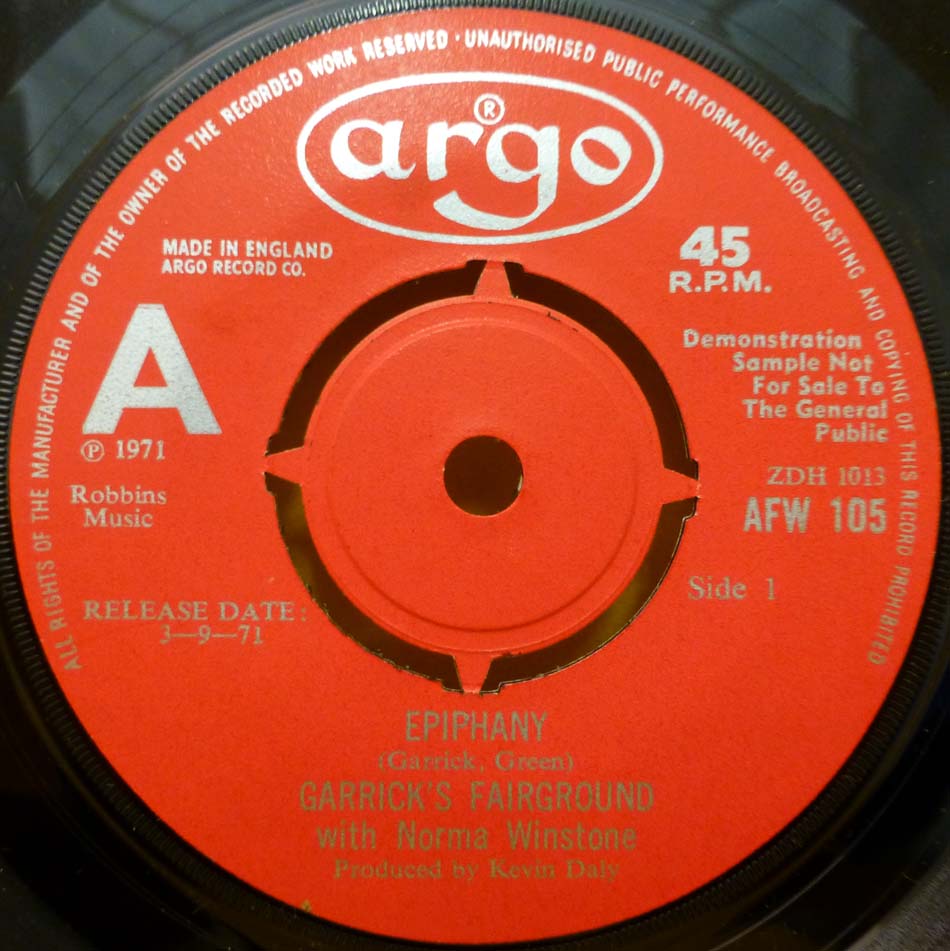 ALL RIGHTS OF THE MANUFACTURER AND OF THE OWNER OF THE RECORDED WORK RESERVED · UNAUTHORISED PUBLIC PERFORMANCE BROADCASTING AND COPYING OF THIS RECORD PROHIBITED
argo
®
MADE IN ENGLAND
ARGO RECORD CO.
45
R.P.M.
A
℗ 1971
Robbins
Music
Demonstration
Sample Not
For Sale To
The General
Public
ZDH 1013
AFW 105
RELEASE DATE:
3—9—71
Side 1
EPIPHANY
(Garrick, Green)
GARRICK'S FAIRGROUND
with Norma Winstone
Produced by Kevin Daly